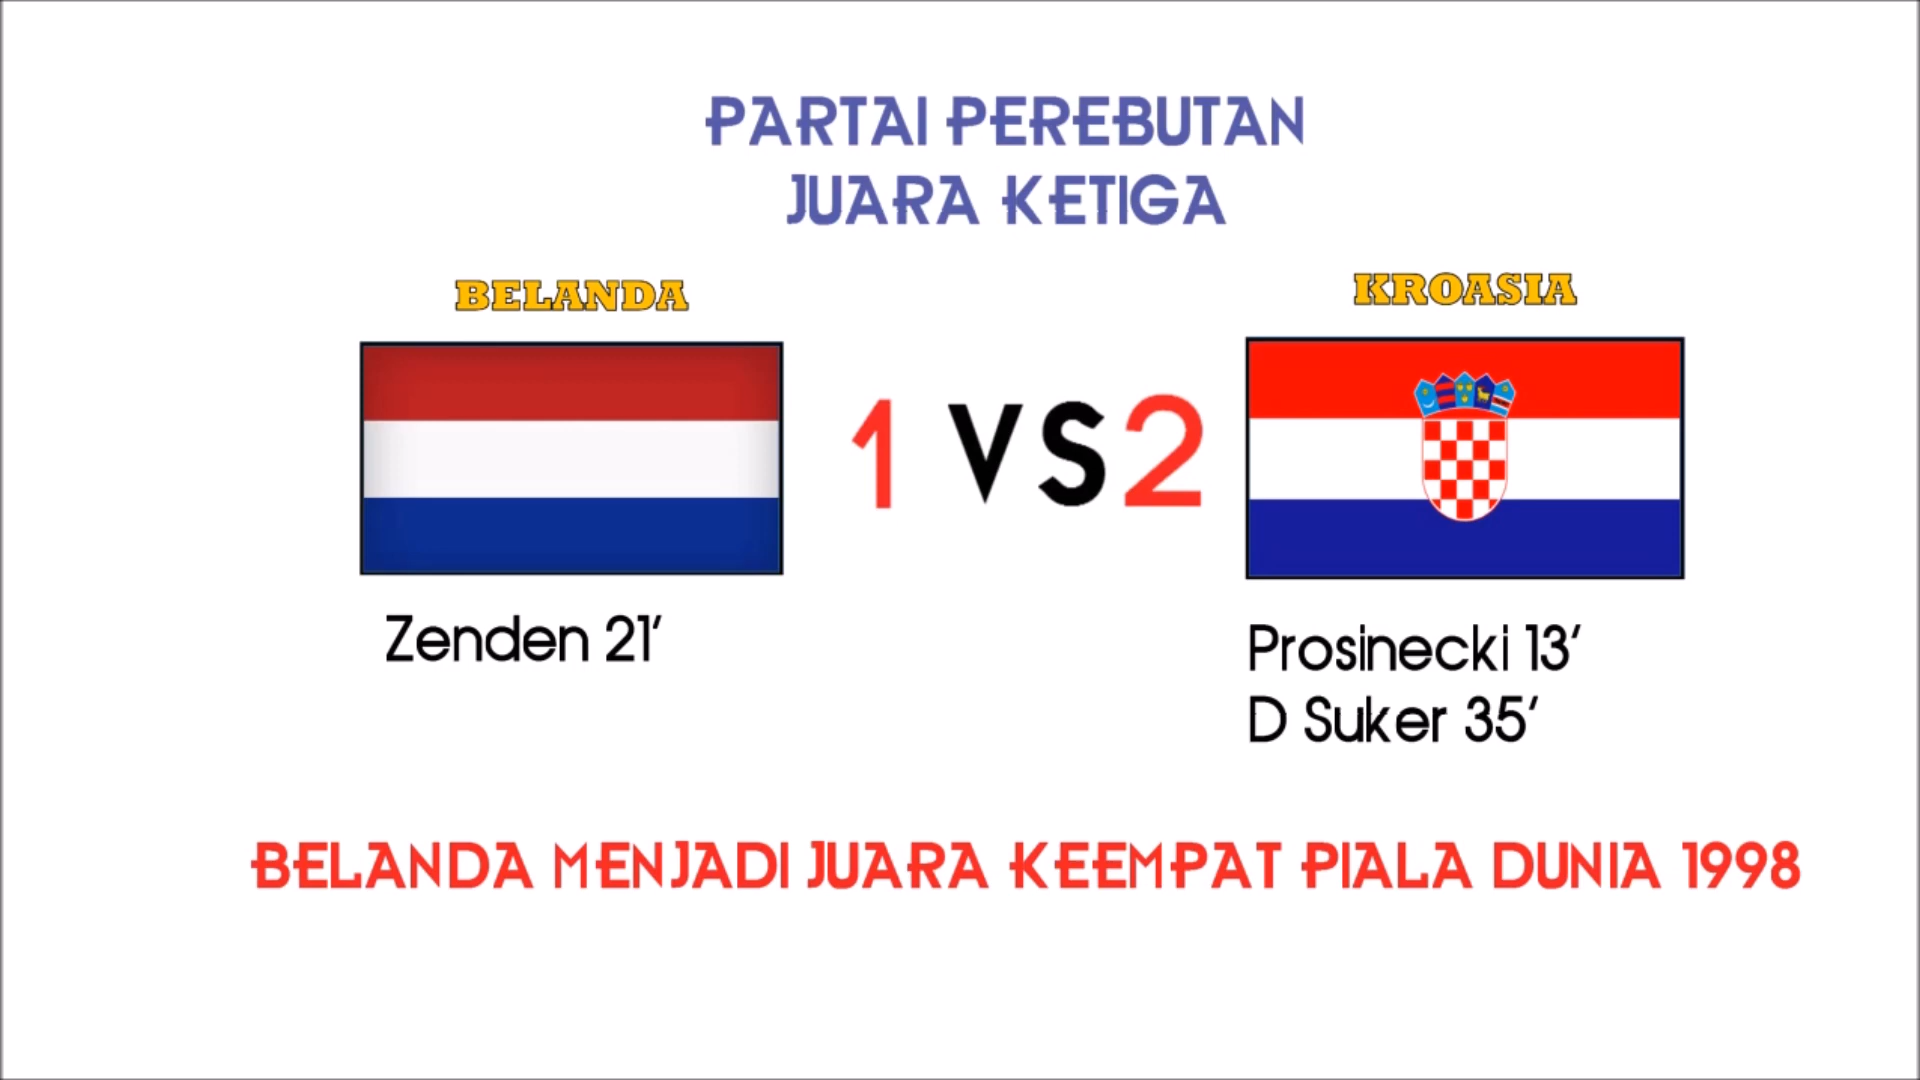 PARTAI PEREBUTAN
JUARA KETIGA
BELANDA
KROASIA
1 VS 2
Zenden 21'
Prosinecki 13'
D Suker 35'
BELANDA MENJADI JUARA KEEMPAT PIALA DUNIA 1998